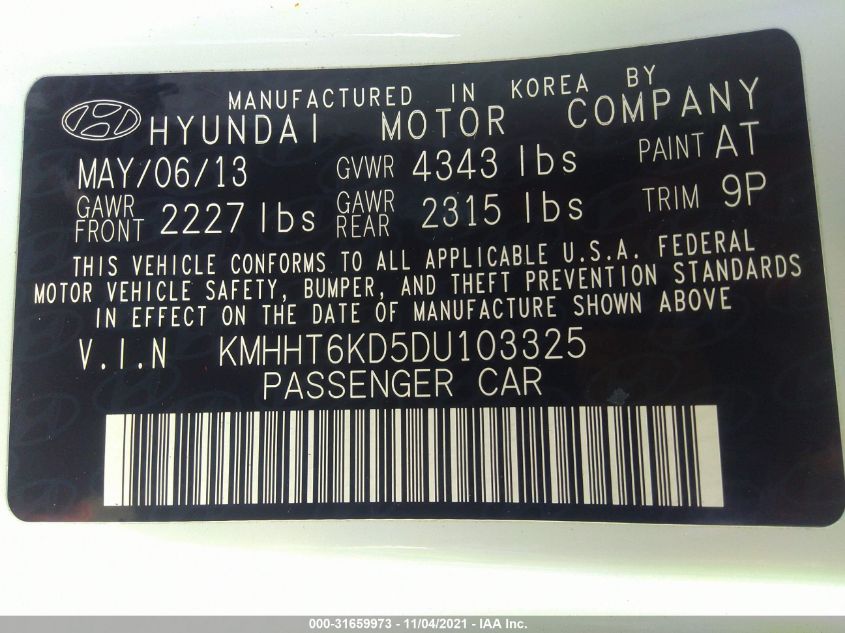 MANUFACTURED IN KOREA BY
HYUNDAI MOTOR COMPANY
MAY/06/13 GVWR 4343 lbs PAINT AT
GAWR FRONT 2227 lbs GAWR REAR 2315 lbs TRIM 9P
THIS VEHICLE CONFORMS TO ALL APPLICABLE U.S.A. FEDERAL
MOTOR VEHICLE SAFETY, BUMPER, AND THEFT PREVENTION STANDARDS
IN EFFECT ON THE DATE OF MANUFACTURE SHOWN ABOVE
V.I.N KMHHT6KD5DU103325
PASSENGER CAR
000-31659973 - 11/04/2021 - IAA Inc.